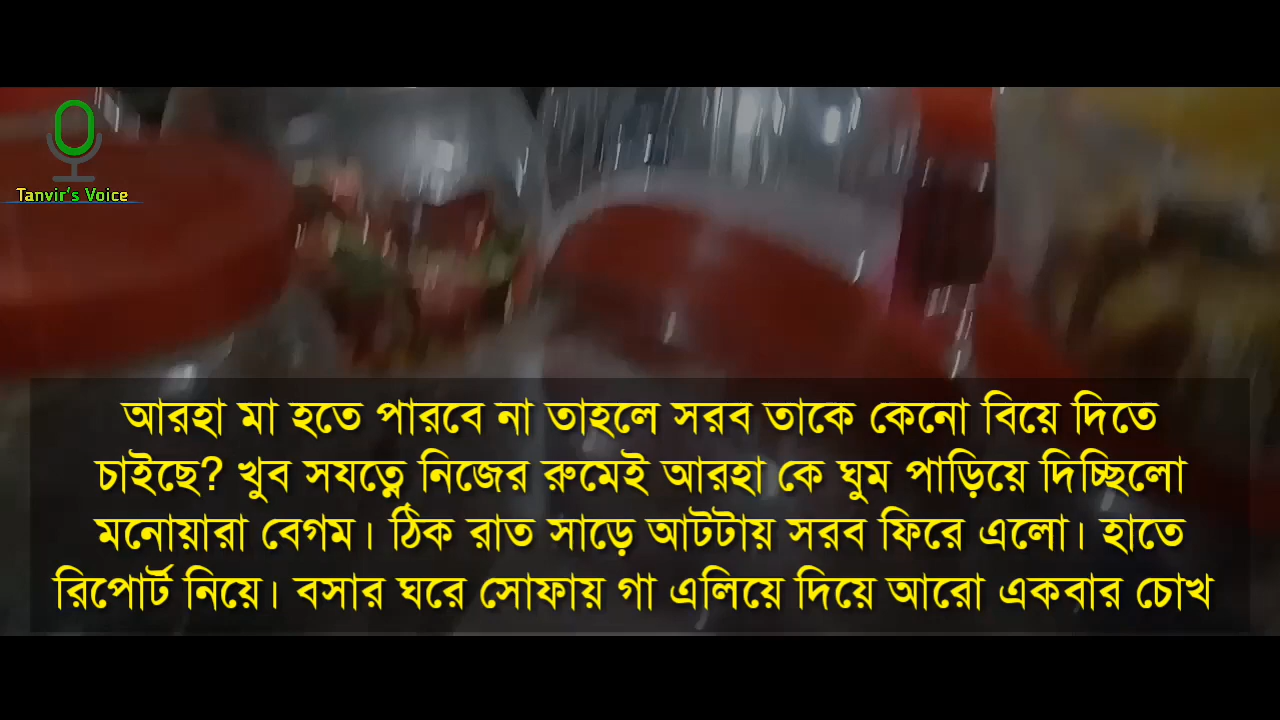 Tanvir's Voice
আরহা মা হতে পারবে না তাহলে সরব তাকে কেনো বিয়ে দিতে
চাইছে? খুব সযত্নে নিজের রুমেই আরহা কে ঘুম পাড়িয়ে দিচ্ছিলো
মনোয়ারা বেগম। ঠিক রাত সাড়ে আটটায় সরব ফিরে এলো। হাতে
রিপোর্ট নিয়ে। বসার ঘরে সোফায় গা এলিয়ে দিয়ে আরো একবার চোখ